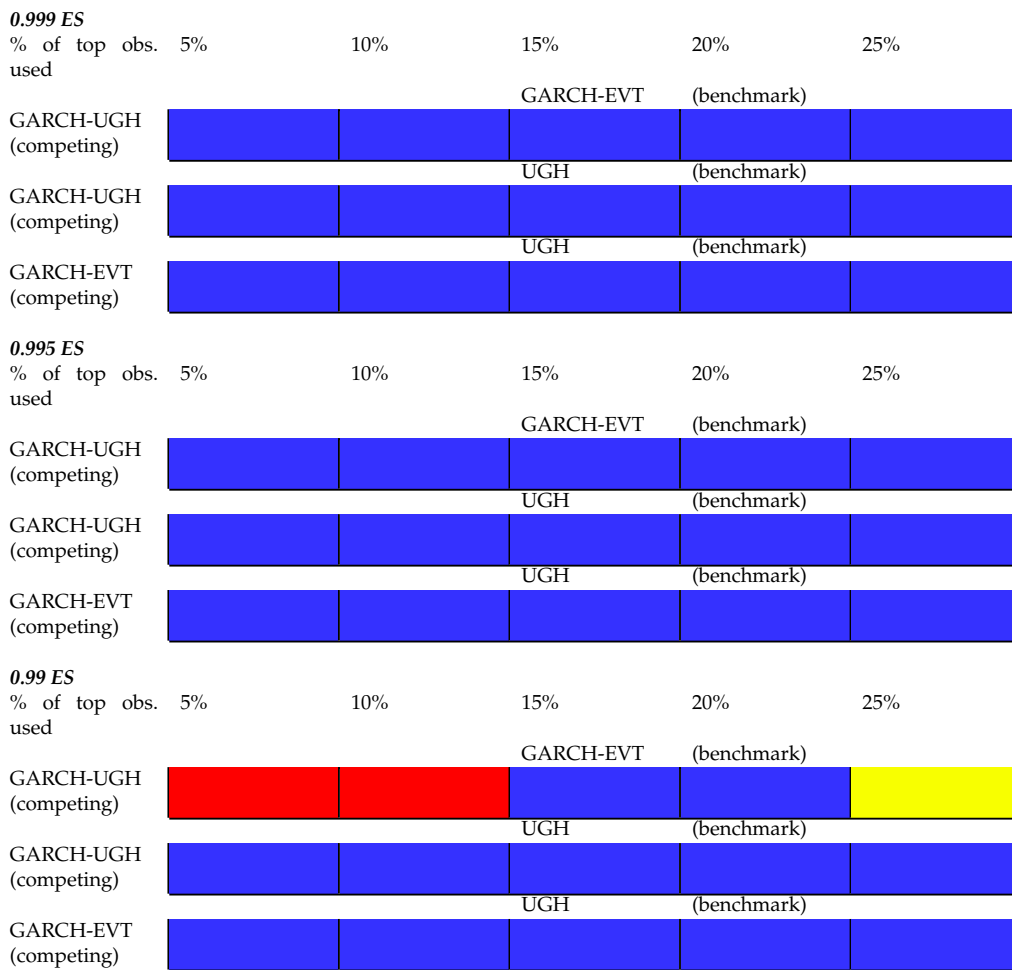 0.999 ES
% of top obs. 5% 10% 15% 20% 25%
used
GARCH-EVT (benchmark)
GARCH-UGH
(competing)
UGH (benchmark)
GARCH-UGH
(competing)
UGH (benchmark)
GARCH-EVT
(competing)
0.995 ES
% of top obs. 5% 10% 15% 20% 25%
used
GARCH-EVT (benchmark)
GARCH-UGH
(competing)
UGH (benchmark)
GARCH-UGH
(competing)
UGH (benchmark)
GARCH-EVT
(competing)
0.99 ES
% of top obs. 5% 10% 15% 20% 25%
used
GARCH-EVT (benchmark)
GARCH-UGH
(competing)
UGH (benchmark)
GARCH-UGH
(competing)
UGH (benchmark)
GARCH-EVT
(competing)